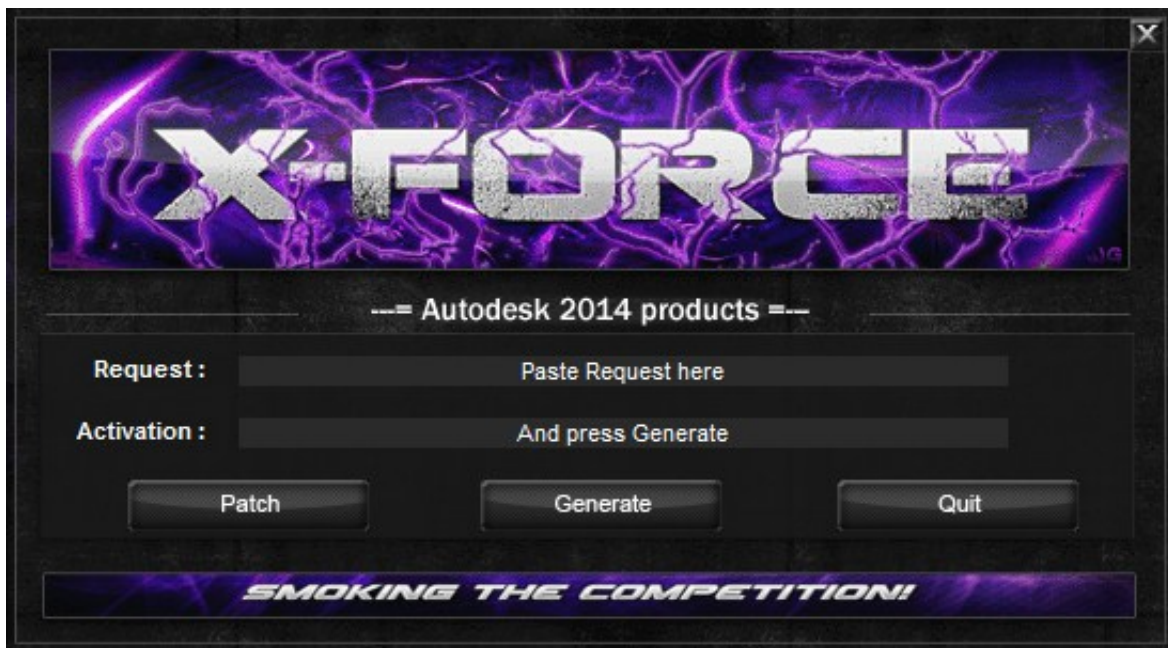 X
X-FORCE
---= Autodesk 2014 products =---
Request :
Paste Request here
Activation :
And press Generate
Patch
Generate
Quit
SMOKING THE COMPETITION!